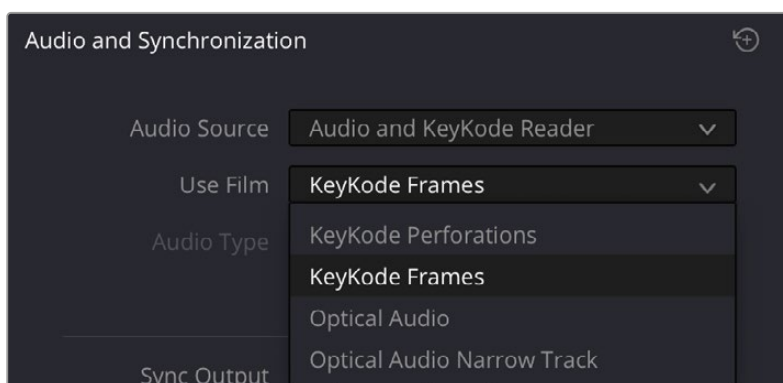 Audio and Synchronization
Audio Source Audio and KeyKode Reader
Use Film KeyKode Frames
Audio Type KeyKode Perforations
KeyKode Frames
Optical Audio
Optical Audio Narrow Track
Sync Output